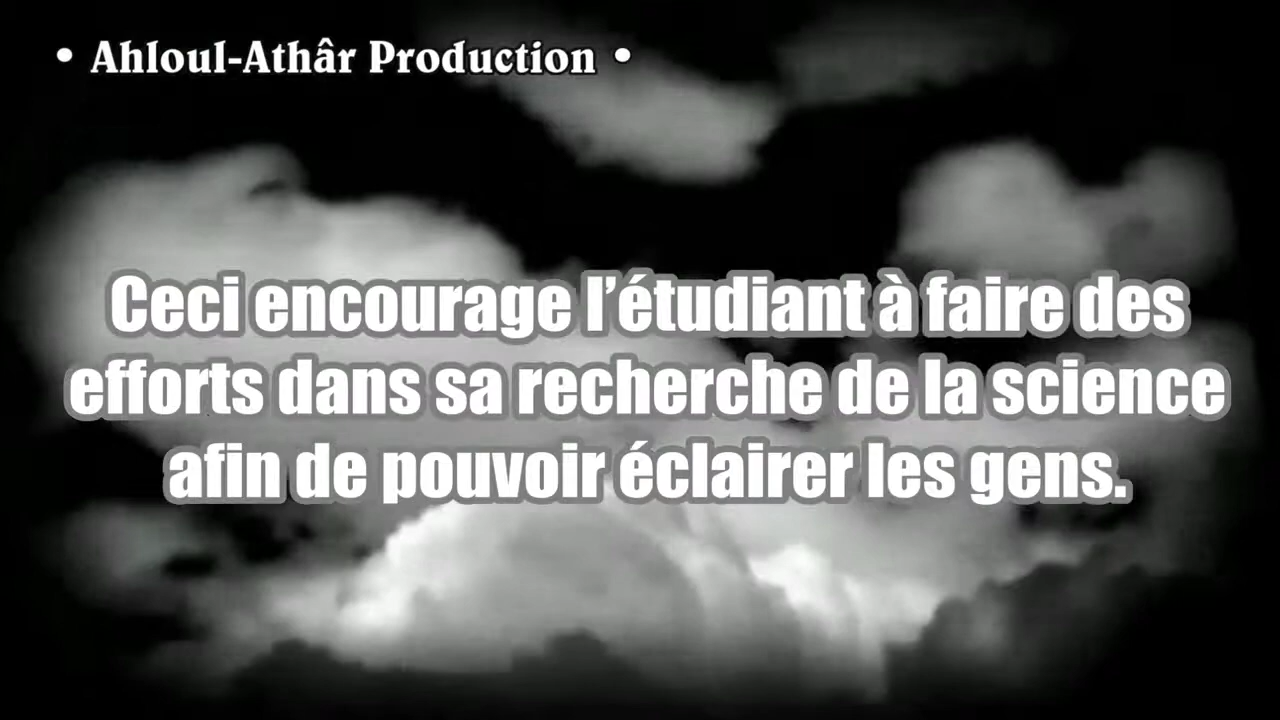 • Ahloul-Athâr Production •
Ceci encourage l’étudiant à faire des
efforts dans sa recherche de la science
afin de pouvoir éclairer les gens.